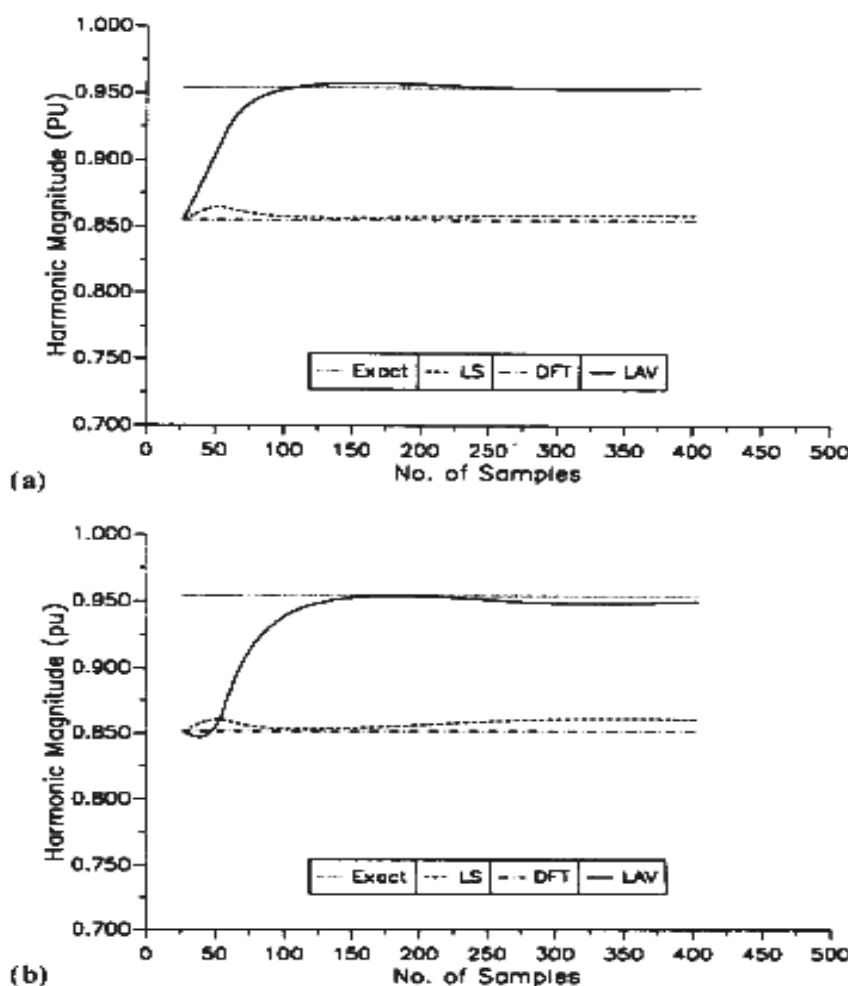 1.000
0.950
0.900
0.850
0.800
0.750
0.700
Harmonic Magnitude (PU)
Exact LS DFT LAV
0 50 100 150 200 250 300 350 400 450 500
No. of Samples
(a)
1.000
0.950
0.900
0.850
0.800
0.750
0.700
Harmonic Magnitude (pu)
Exact LS DFT LAV
0 50 100 150 200 250 300 350 400 450 500
No. of Samples
(b)